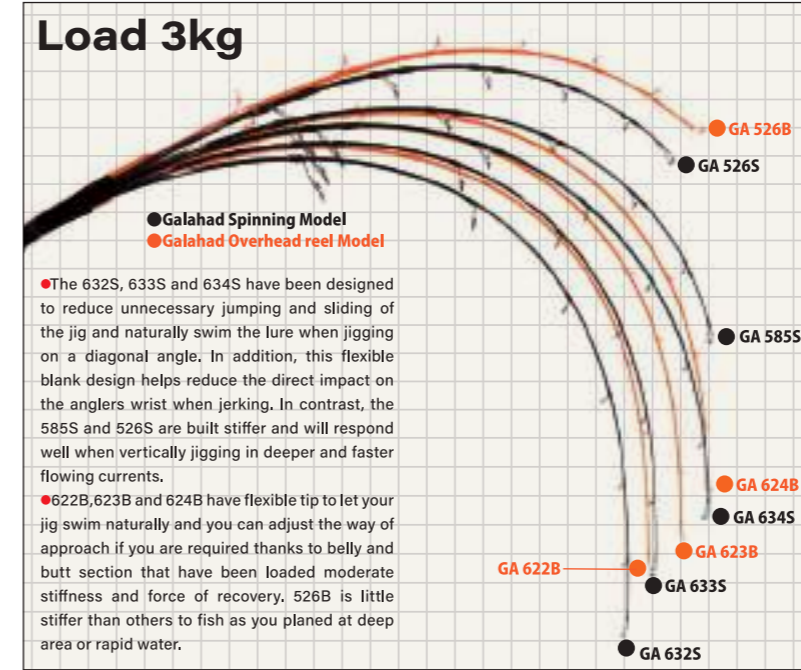 Load 3kg
GA 526B
GA 526S
●Galahad Spinning Model
●Galahad Overhead reel Model
●The 632S, 633S and 634S have been designed
to reduce unnecessary jumping and sliding of
the jig and naturally swim the lure when jigging
on a diagonal angle. In addition, this flexible
blank design helps reduce the direct impact on
the anglers wrist when jerking. In contrast, the
585S and 526S are built stiffer and will respond
well when vertically jigging in deeper and faster
flowing currents.
●622B,623B and 624B have flexible tip to let your
jig swim naturally and you can adjust the way of
approach if you are required thanks to belly and
butt section that have been loaded moderate
stiffness and force of recovery. 526B is little
stiffer than others to fish as you planed at deep
area or rapid water.
GA 585S
GA 624B
GA 634S
GA 623B
GA 622B
GA 633S
GA 632S